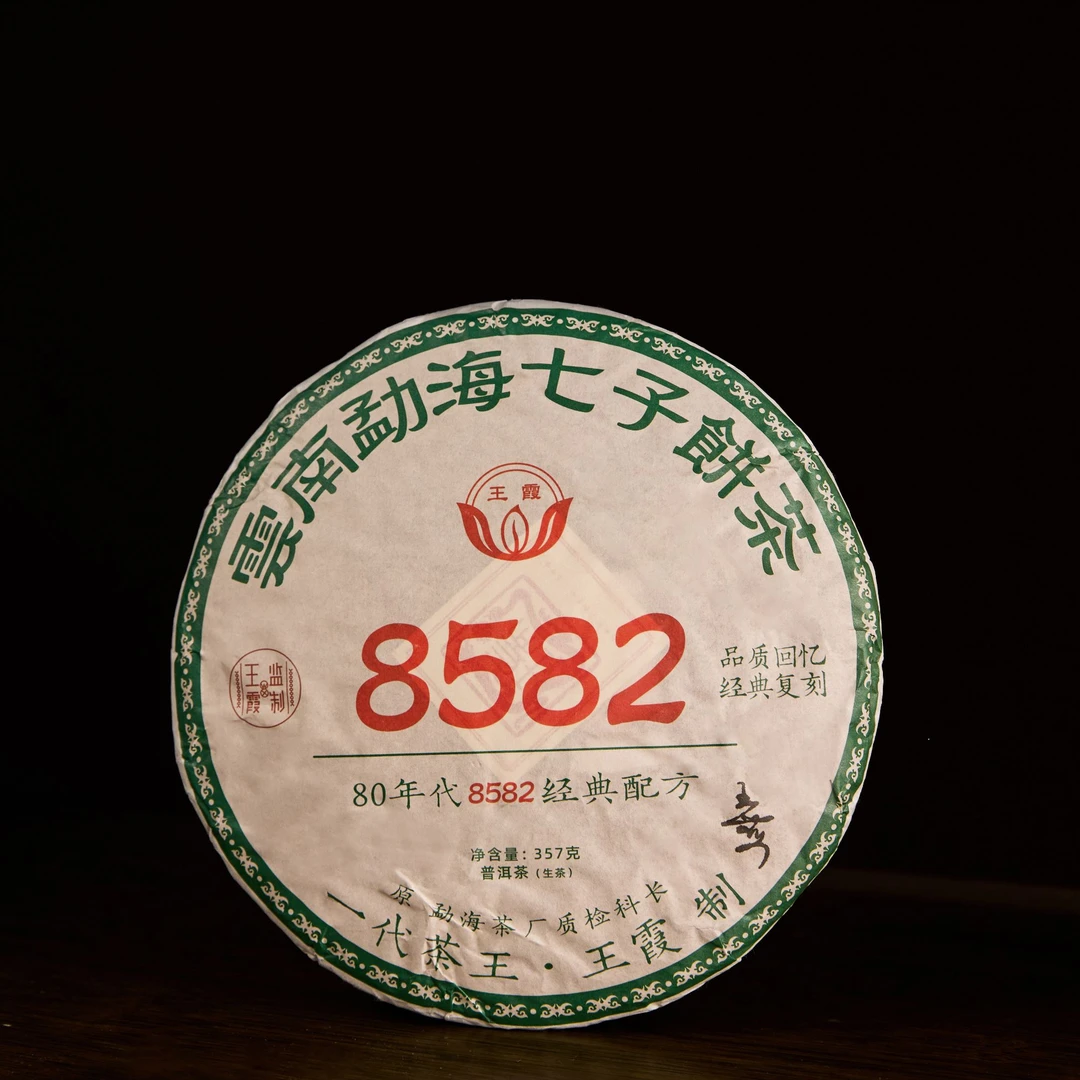 雲南勐海七子餅茶
王霞
8582
品质回忆
经典复刻
王霞
监制
80年代8582经典配方
净含量:357克
普洱茶(生茶)
原 勐海茶厂质检科长
一代茶王·王霞 制